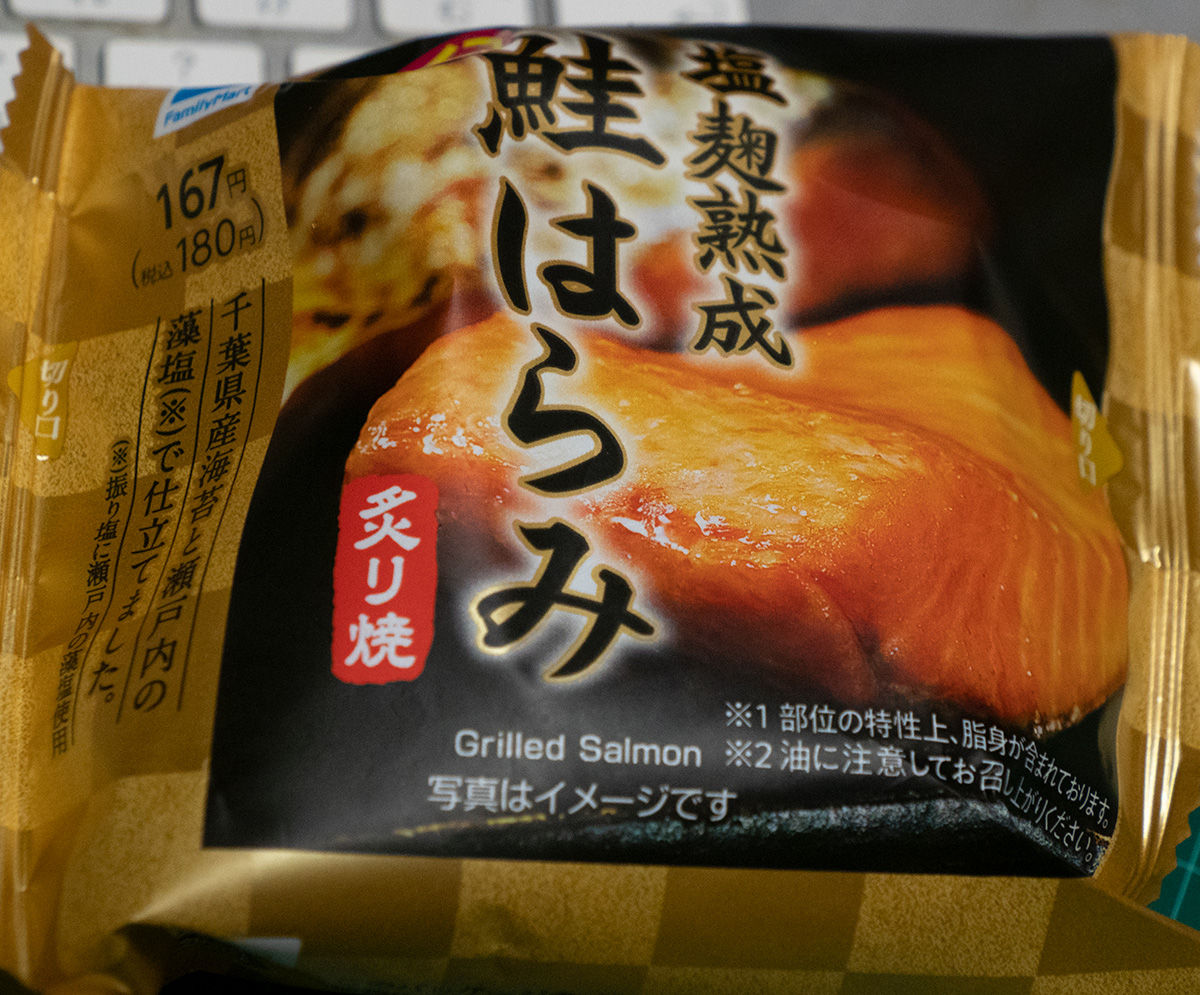 FamilyMart
167円
(税込180円)
塩麹熟成
鮭はらみ
炙り焼
千葉県産海苔と瀬戸内の
藻塩(※)で仕立てました。
(※)振り塩に瀬戸内の藻塩使用
切り口
切り口
Grilled Salmon
写真はイメージです
※1 部位の特性上、脂身が含まれております。
※2 油に注意してお召し上がりください。